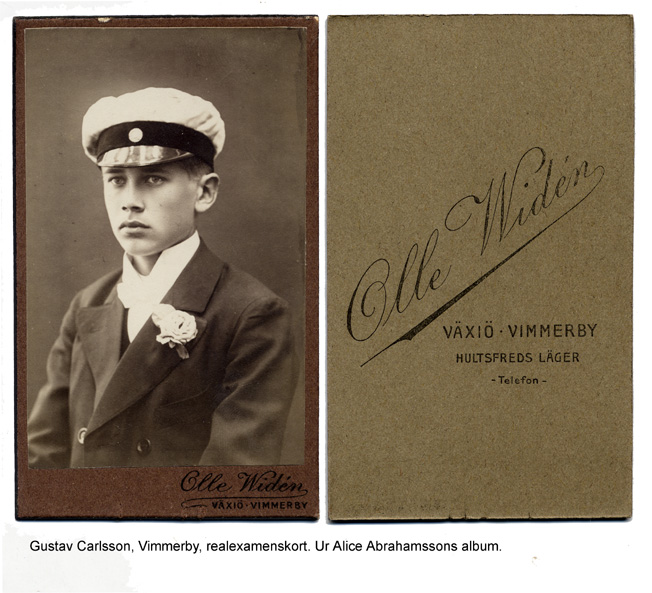 Olle Widén
VÄXIÖ · VIMMERBY
Olle Widén
VÄXIÖ · VIMMERBY
HULTSFREDS LÄGER
- Telefon -
Gustav Carlsson, Vimmerby, realexamenskort. Ur Alice Abrahamssons album.